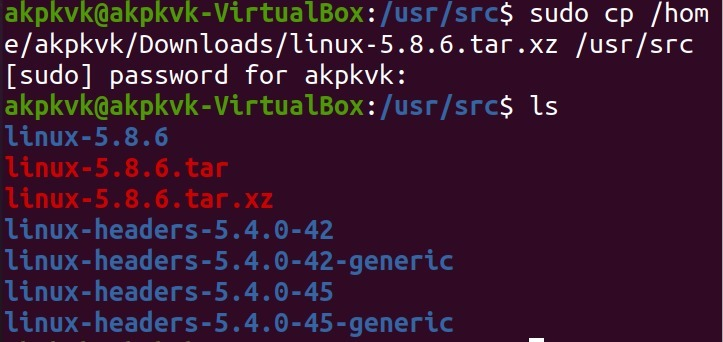 akpkvk@akpkvk-VirtualBox:/usr/src$ sudo cp /hom
e/akpkvk/Downloads/linux-5.8.6.tar.xz /usr/src
[sudo] password for akpkvk:
akpkvk@akpkvk-VirtualBox:/usr/src$ ls
linux-5.8.6
linux-5.8.6.tar
linux-5.8.6.tar.xz
linux-headers-5.4.0-42
linux-headers-5.4.0-42-generic
linux-headers-5.4.0-45
linux-headers-5.4.0-45-generic